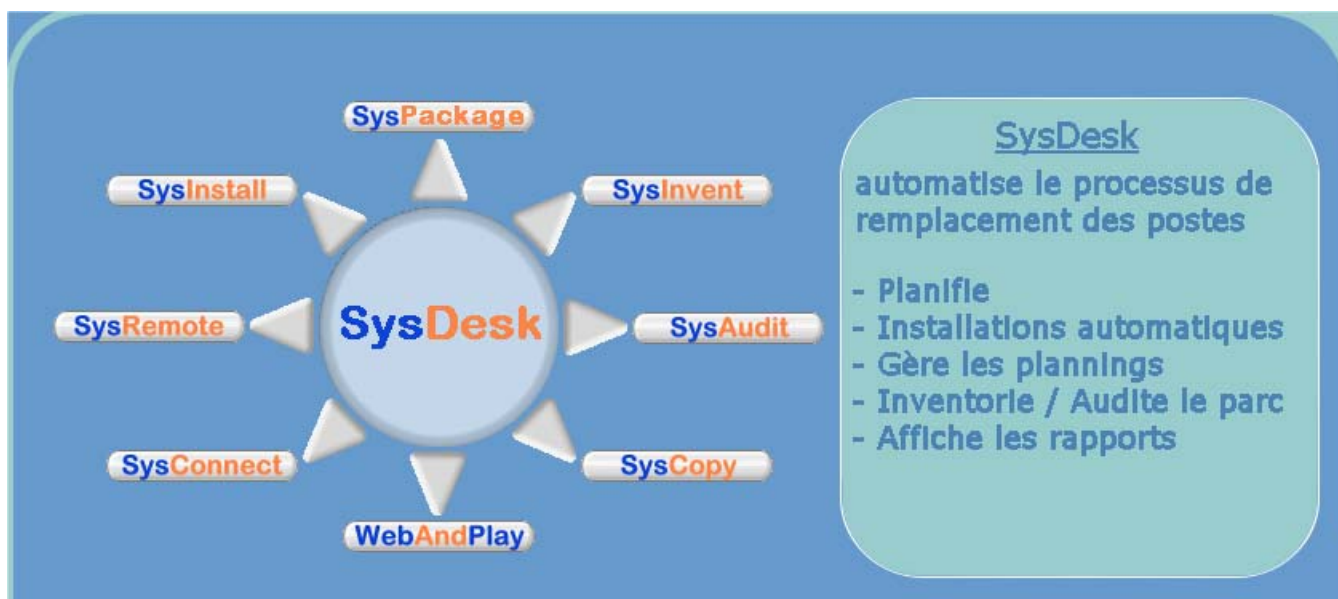 SysPackage
SysInstall
SysInvent
SysRemote
SysDesk
SysAudit
SysConnect
SysCopy
WebAndPlay
SysDesk
automatise le processus de
remplacement des postes
- Planifie
- Installations automatiques
- Gère les plannings
- Inventorie / Audite le parc
- Affiche les rapports